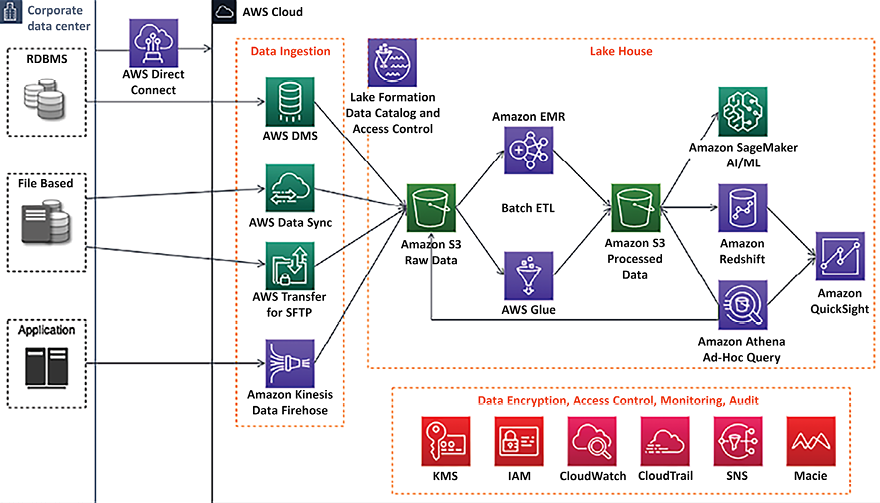 Corporate
data center
AWS Cloud
RDBMS
AWS Direct
Connect
File Based
Application
Data Ingestion
AWS DMS
AWS Data Sync
AWS Transfer
for SFTP
Amazon Kinesis
Data Firehose
Lake House
Lake Formation
Data Catalog and
Access Control
Amazon S3
Raw Data
Amazon EMR
Batch ETL
AWS Glue
Amazon S3
Processed
Data
Amazon SageMaker
AI/ML
Amazon
Redshift
Amazon Athena
Ad-Hoc Query
Amazon
QuickSight
Data Encryption, Access Control, Monitoring, Audit
KMS
IAM
CloudWatch
CloudTrail
SNS
Macie